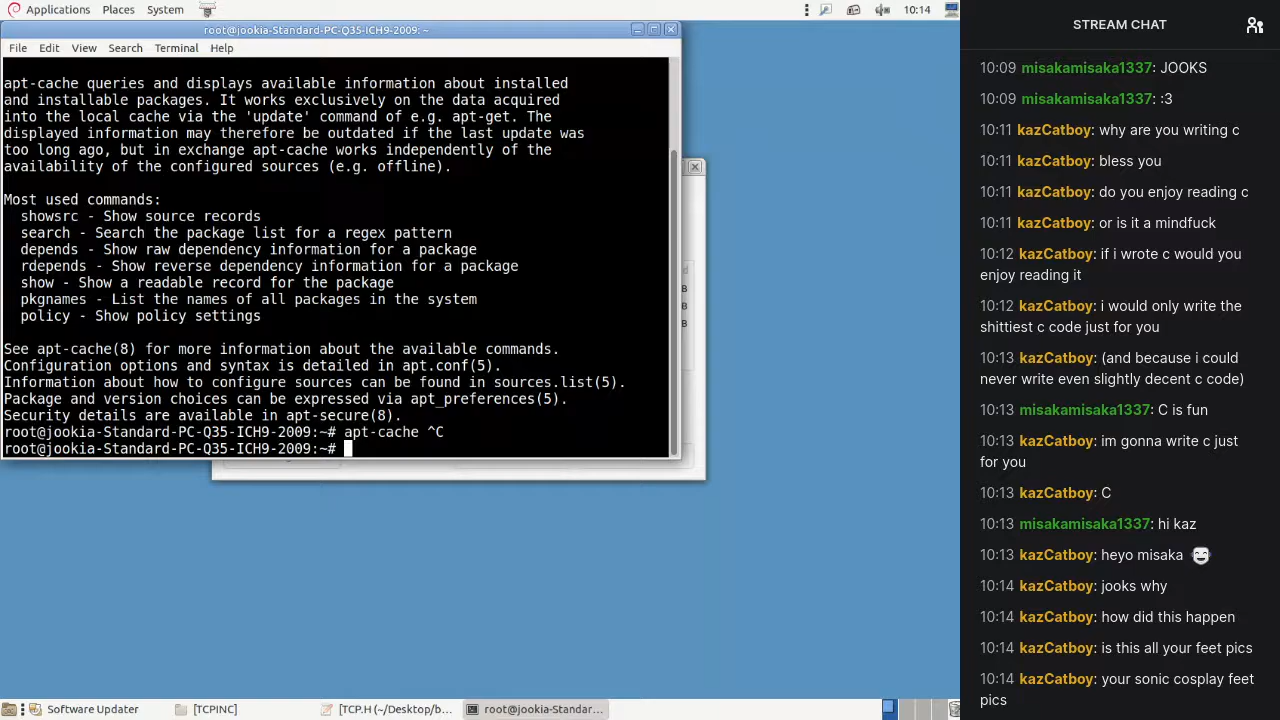 Applications Places System 10:14
root@jookia-Standard-PC-Q35-ICH9-2009: ~
File Edit View Search Terminal Help
apt-cache queries and displays available information about installed
and installable packages. It works exclusively on the data acquired
into the local cache via the 'update' command of e.g. apt-get. The
displayed information may therefore be outdated if the last update was
too long ago, but in exchange apt-cache works independently of the
availability of the configured sources (e.g. offline).
Most used commands:
showsrc - Show source records
search - Search the package list for a regex pattern
depends - Show raw dependency information for a package
rdepends - Show reverse dependency information for a package
show - Show a readable record for the package
pkgnames - List the names of all packages in the system
policy - Show policy settings
See apt-cache(8) for more information about the available commands.
Configuration options and syntax is detailed in apt.conf(5).
Information about how to configure sources can be found in sources.list(5).
Package and version choices can be expressed via apt_preferences(5).
Security details are available in apt-secure(8).
root@jookia-Standard-PC-Q35-ICH9-2009:~# apt-cache ^C
root@jookia-Standard-PC-Q35-ICH9-2009:~#
B
B
B
Software Updater [TCPINC] [TCP.H (~/Desktop/b... root@jookia-Standar...
STREAM CHAT
10:09 misakamisaka1337: JOOKS
10:09 misakamisaka1337: :3
10:11 kazCatboy: why are you writing c
10:11 kazCatboy: bless you
10:11 kazCatboy: do you enjoy reading c
10:11 kazCatboy: or is it a mindfuck
10:12 kazCatboy: if i wrote c would you
enjoy reading it
10:12 kazCatboy: i would only write the
shittiest c code just for you
10:13 kazCatboy: (and because i could
never write even slightly decent c code)
10:13 misakamisaka1337: C is fun
10:13 kazCatboy: im gonna write c just
for you
10:13 kazCatboy: C
10:13 misakamisaka1337: hi kaz
10:13 kazCatboy: heyo misaka
10:14 kazCatboy: jooks why
10:14 kazCatboy: how did this happen
10:14 kazCatboy: is this all your feet pics
10:14 kazCatboy: your sonic cosplay feet
pics